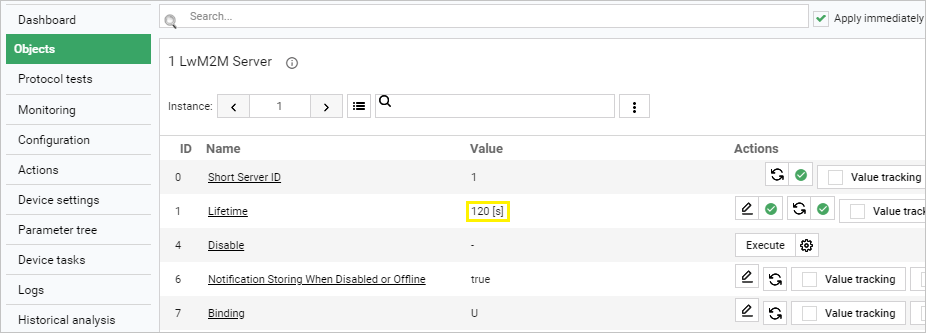 Dashboard
Objects
Protocol tests
Monitoring
Configuration
Actions
Device settings
Parameter tree
Device tasks
Logs
Historical analysis
Search...
Apply immediately
1 LwM2M Server
Instance: 1
ID Name Value Actions
0 Short Server ID 1 Value tracking
1 Lifetime 120 [s] Value track
4 Disable - Execute
6 Notification Storing When Disabled or Offline true Value tracking
7 Binding U Value tracking